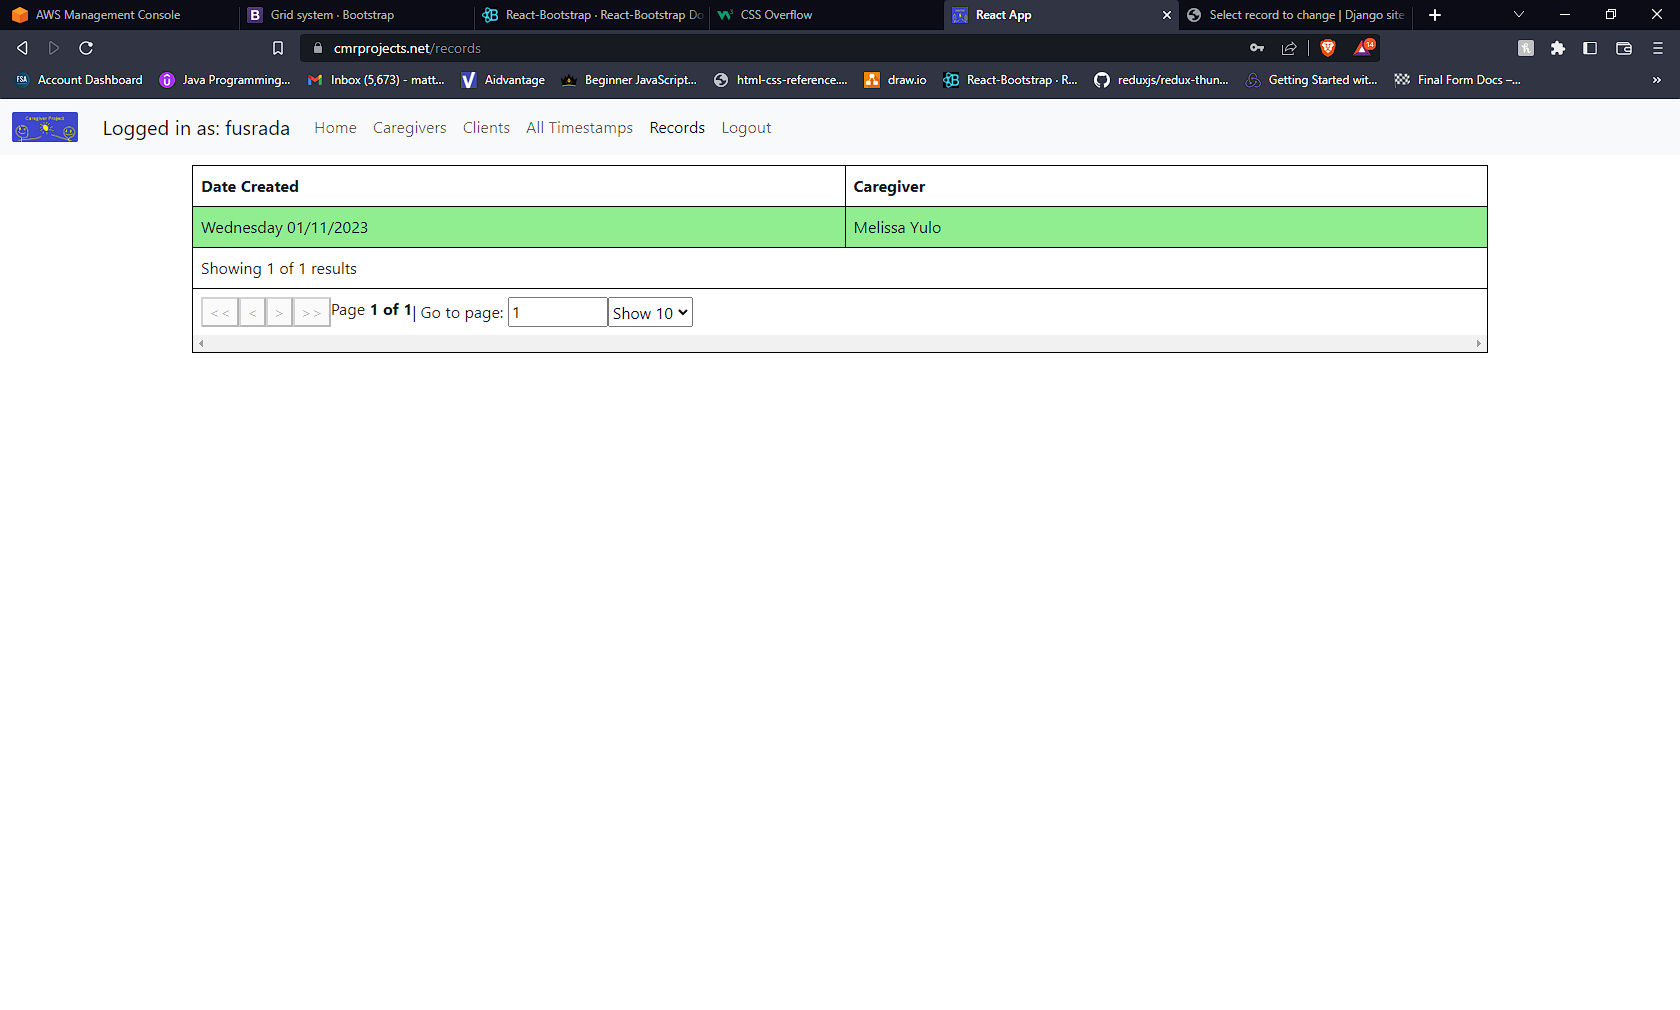 AWS Management Console
Grid system · Bootstrap
React-Bootstrap · React-Bootstrap Do
CSS Overflow
React App
Select record to change | Django site
cmrprojects.net/records
14
FSA Account Dashboard
Java Programming...
Inbox (5,673) - matt...
Aidvantage
Beginner JavaScript...
html-css-reference....
draw.io
React-Bootstrap · R...
reduxjs/redux-thun...
Getting Started wit...
Final Form Docs –...
»
Caregiver Project
Logged in as: fusrada
Home
Caregivers
Clients
All Timestamps
Records
Logout
Date Created
Caregiver
Wednesday 01/11/2023
Melissa Yulo
Showing 1 of 1 results
<< < > >> Page 1 of 1 | Go to page: 1 Show 10